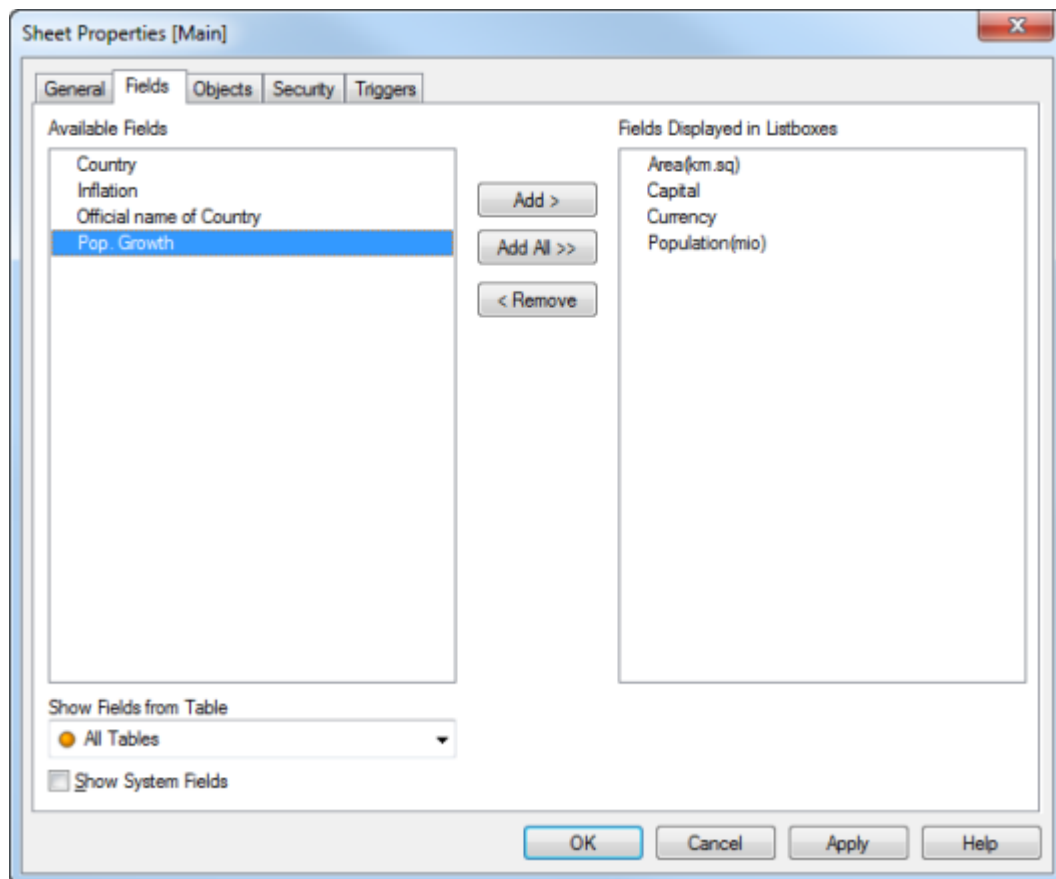 Sheet Properties [Main]
General Fields Objects Security Triggers
Available Fields
Country
Inflation
Official name of Country
Pop. Growth
Add >
Add All >>
< Remove
Fields Displayed in Listboxes
Area(km.sq)
Capital
Currency
Population(mio)
Show Fields from Table
All Tables
Show System Fields
OK Cancel Apply Help